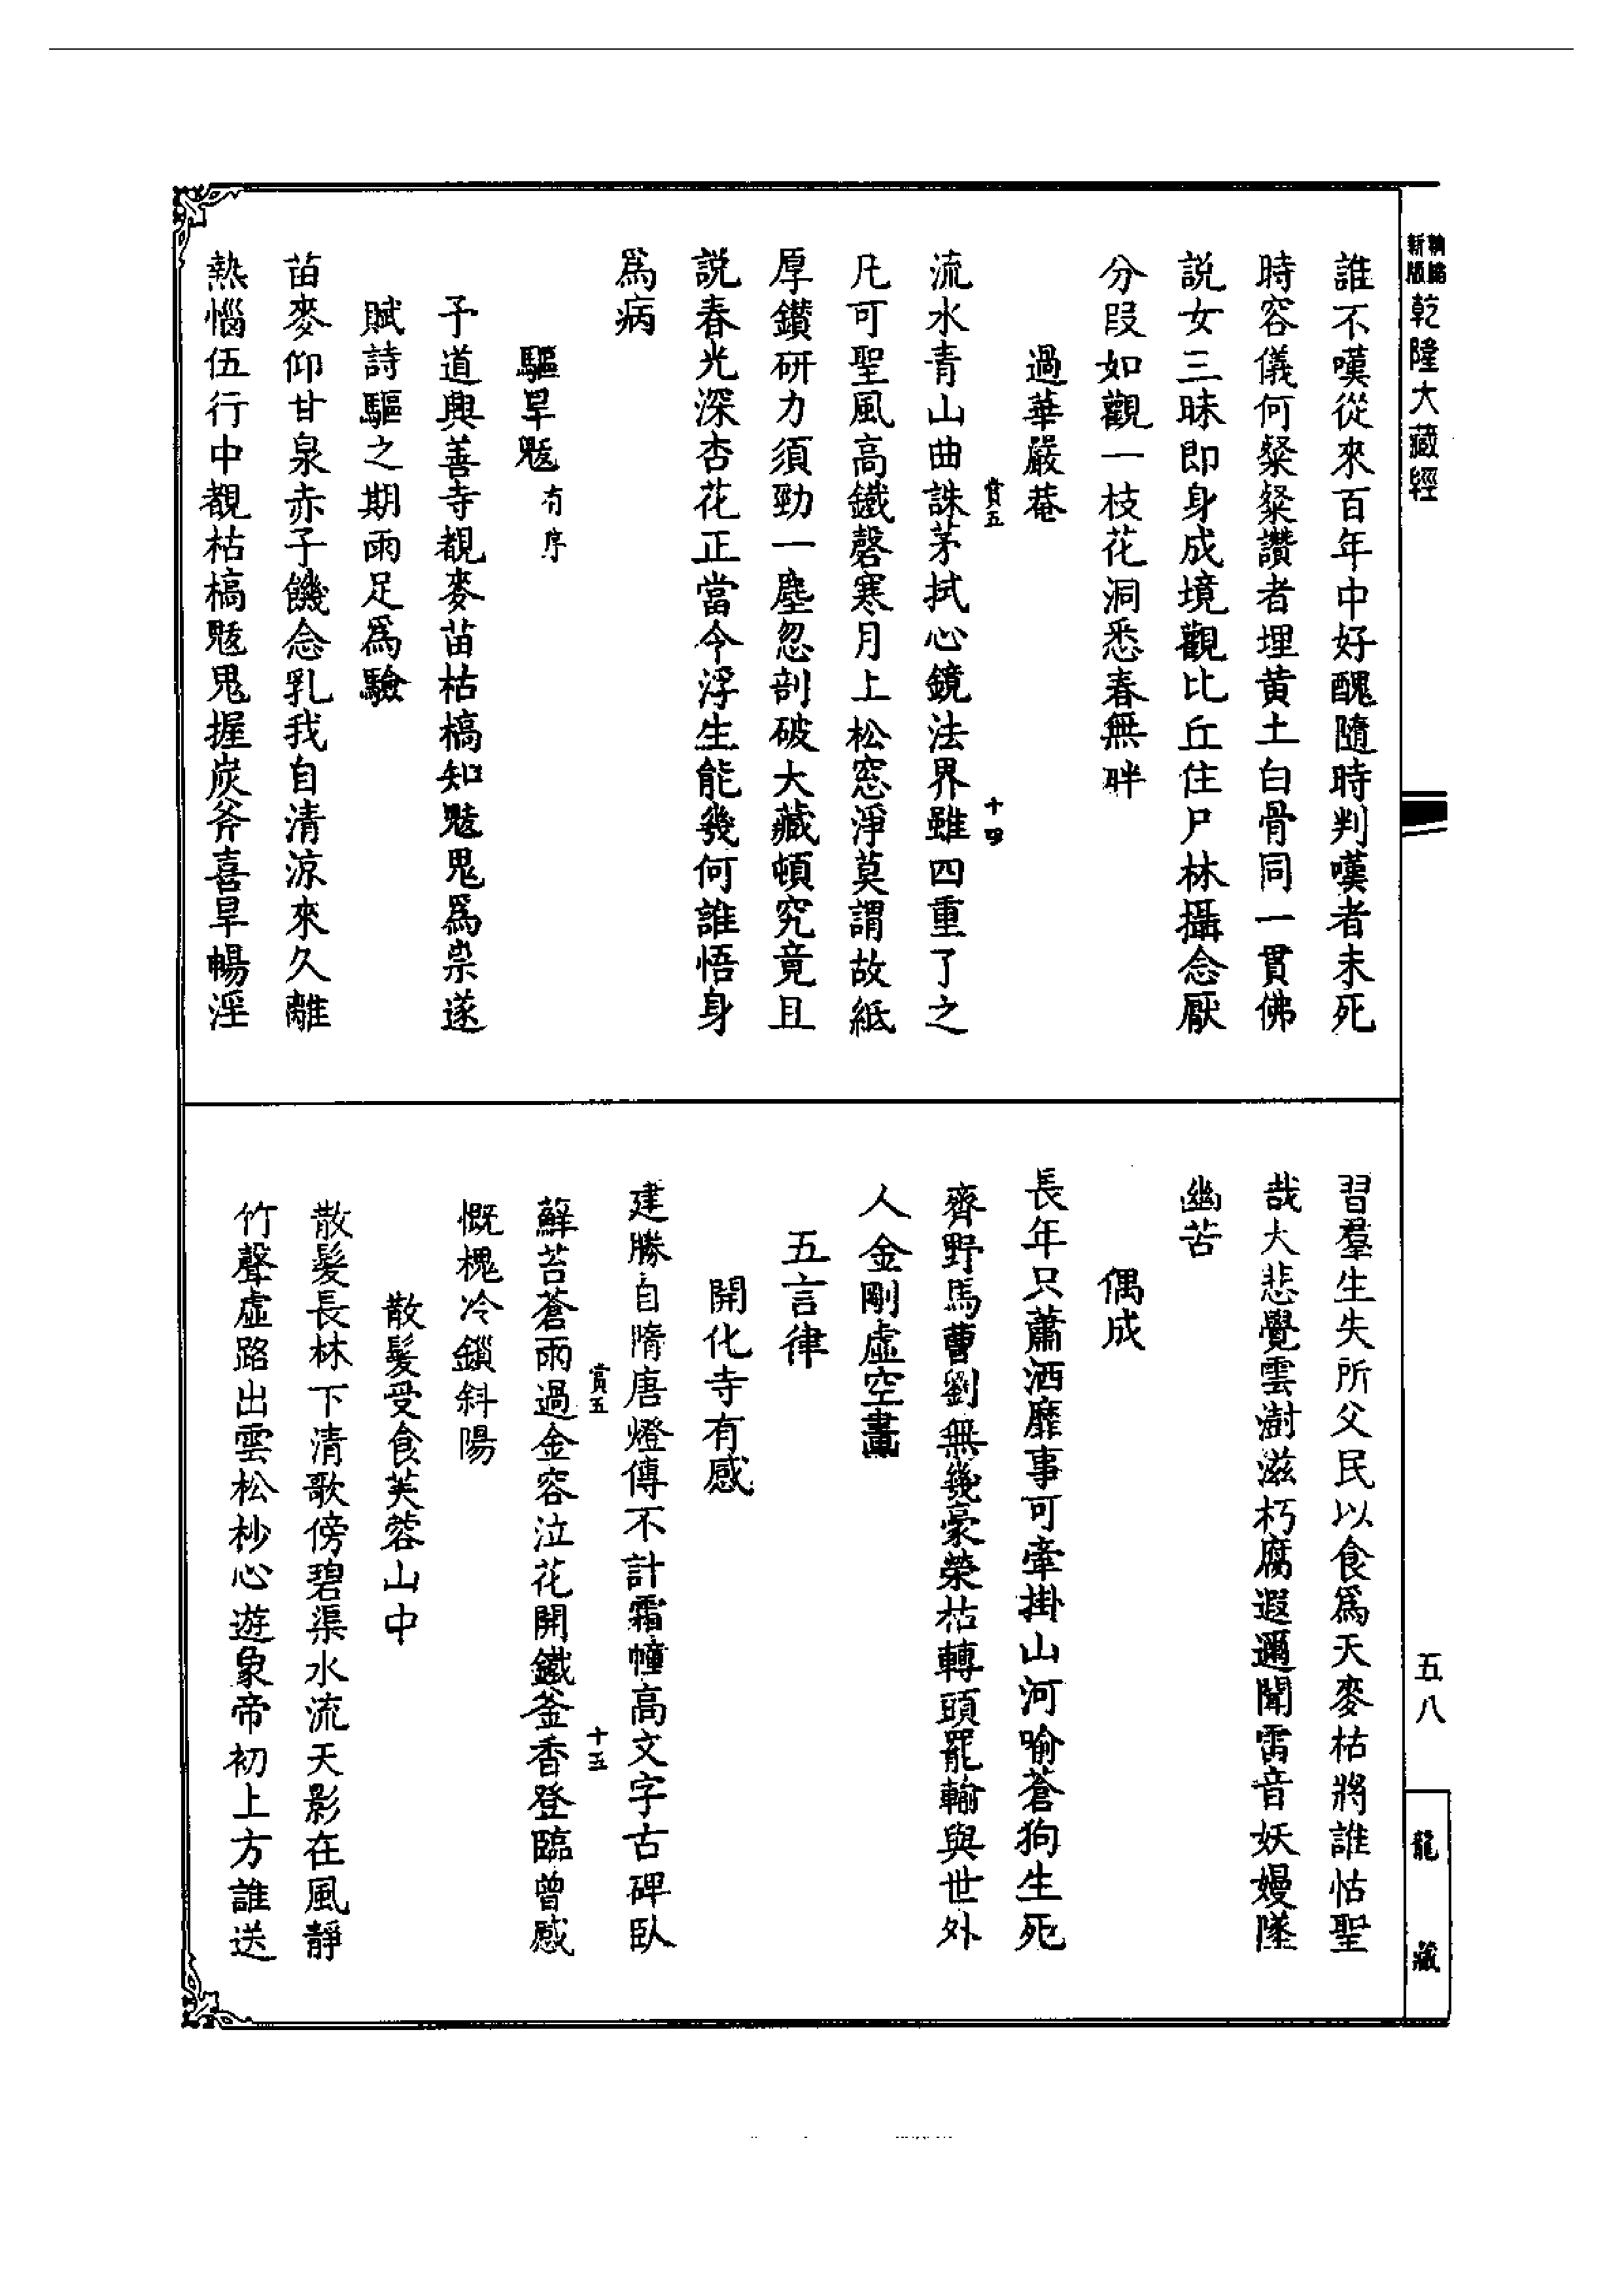 新版
乾隆大藏經
誰不嘆從來百年中好醜隨時判嘆者未死
時容儀何粲粲讚者埋黃土白骨同一貫佛
説女三昧即身成境觀比丘住尸林攝念厭
分段如觀一枝花洞悉春無畔
過華嚴菴
賞五
十四
流水青山曲誅茅拭心鏡法界雖四重了之
凡可聖風高鐵磬寒月上松窓淨莫謂故紙
厚鑽研力須勁一塵忽剖破大藏頓究竟且
説春光深杏花正當今浮生能幾何誰悟身
爲病
驅旱魃有序
予道興善寺覩麥苗枯槁知魃鬼爲祟遂
賦詩驅之期雨足爲驗
苗麥仰甘泉赤子饑念乳我自清涼來久離
熱惱伍行中覩枯槁魃鬼握炭斧喜旱暢淫
習羣生失所父民以食爲天麥枯將誰怙聖
哉大悲覺雲澍滋朽腐遐邇聞雷音妖嫚墜
幽苦
偶成
長年只蕭洒靡事可牽掛山河喻蒼狗生死
齊野馬曹劉無幾豪榮枯轉頭罷輸與世外
人金剛虛空畫
五言律
開化寺有感
建勝自隋唐燈傳不計霜幢高文字古碑臥
賞五
十五
蘚苔蒼雨過金容泣花開鐵釜香登臨曾感
慨槐冷鎖斜陽
散髮受食芙蓉山中
散髮長林下清歌傍碧渠水流天影在風靜
竹聲虛路出雲松杪心遊象帝初上方誰送
五八
龍藏